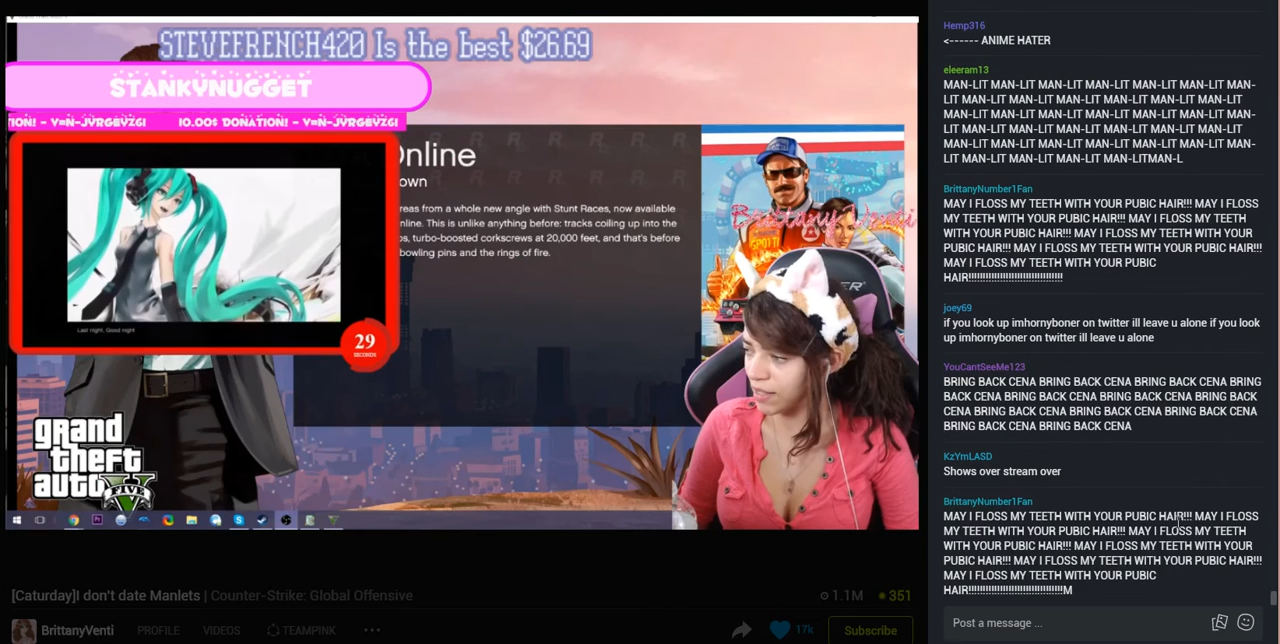 STEVEFRENCH420 Is the best $26.69
STANKYNUGGET
ION! - Y=N-JVRGEVZ6I 10.00$ DONATION! - Y=N-JVRGEVZ6I
Online
own
reas from a whole new angle with Stunt Races, now available
nline. This is unlike anything before: tracks coiling up into the
s, turbo-boosted corkscrews at 20,000 feet, and that's before
bowling pins and the rings of fire.
Last night, Good night
29
SECONDS
Brittany Venti
grand
theft
auto
FIVE
[Caturday]I don't date Manlets | Counter-Strike: Global Offensive
1.1M
351
BrittanyVenti
PROFILE
VIDEOS
TEAMPINK
17k
Subscribe
Hemp316
<------ ANIME HATER
eleeram13
MAN-LIT MAN-LIT MAN-LIT MAN-LIT MAN-LIT MAN-LIT MAN-
LIT MAN-LIT MAN-LIT MAN-LIT MAN-LIT MAN-LIT MAN-LIT
MAN-LIT MAN-LIT MAN-LIT MAN-LIT MAN-LIT MAN-LIT MAN-
LIT MAN-LIT MAN-LIT MAN-LIT MAN-LIT MAN-LIT MAN-LIT
MAN-LIT MAN-LIT MAN-LIT MAN-LIT MAN-LIT MAN-LIT MAN-
LIT MAN-LIT MAN-LIT MAN-LIT MAN-LITMAN-L
BrittanyNumber1Fan
MAY I FLOSS MY TEETH WITH YOUR PUBIC HAIR!!! MAY I FLOSS
MY TEETH WITH YOUR PUBIC HAIR!!! MAY I FLOSS MY TEETH
WITH YOUR PUBIC HAIR!!! MAY I FLOSS MY TEETH WITH YOUR
PUBIC HAIR!!! MAY I FLOSS MY TEETH WITH YOUR PUBIC HAIR!!!
MAY I FLOSS MY TEETH WITH YOUR PUBIC
HAIR!!!!!!!!!!!!!!!!!!!!!!!!!!!!!!!!!!
joey69
if you look up imhornyboner on twitter ill leave u alone if you look
up imhornyboner on twitter ill leave u alone
YouCantSeeMe123
BRING BACK CENA BRING BACK CENA BRING BACK CENA BRING
BACK CENA BRING BACK CENA BRING BACK CENA BRING BACK
CENA BRING BACK CENA BRING BACK CENA BRING BACK CENA
BRING BACK CENA BRING BACK CENA
KzYmLASD
Shows over stream over
BrittanyNumber1Fan
MAY I FLOSS MY TEETH WITH YOUR PUBIC HAIR!!! MAY I FLOSS
MY TEETH WITH YOUR PUBIC HAIR!!! MAY I FLOSS MY TEETH
WITH YOUR PUBIC HAIR!!! MAY I FLOSS MY TEETH WITH YOUR
PUBIC HAIR!!! MAY I FLOSS MY TEETH WITH YOUR PUBIC HAIR!!!
MAY I FLOSS MY TEETH WITH YOUR PUBIC
HAIR!!!!!!!!!!!!!!!!!!!!!!!!!!!!!!!!!!M
Post a message ...